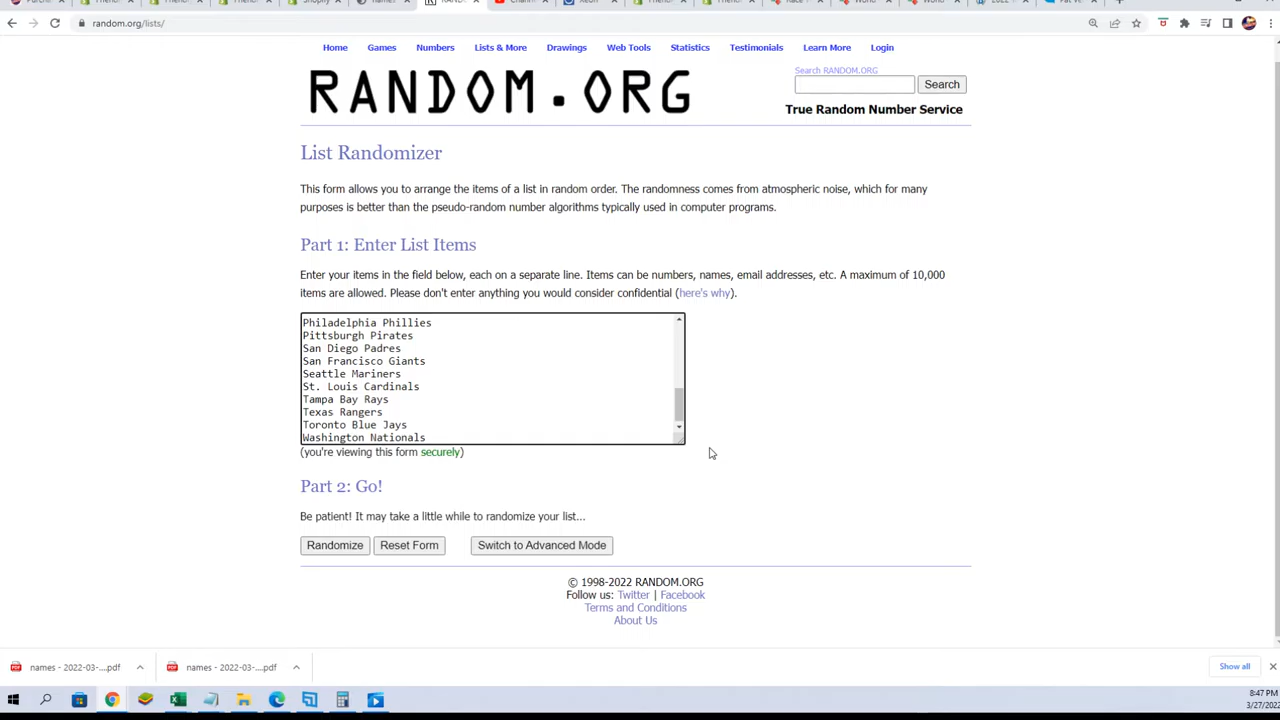 random.org/lists/
Home Games Numbers Lists & More Drawings Web Tools Statistics Testimonials Learn More Login
RANDOM.ORG
Search RANDOM.ORG
Search
True Random Number Service
List Randomizer
This form allows you to arrange the items of a list in random order. The randomness comes from atmospheric noise, which for many
purposes is better than the pseudo-random number algorithms typically used in computer programs.
Part 1: Enter List Items
Enter your items in the field below, each on a separate line. Items can be numbers, names, email addresses, etc. A maximum of 10,000
items are allowed. Please don't enter anything you would consider confidential (here's why).
Philadelphia Phillies
Pittsburgh Pirates
San Diego Padres
San Francisco Giants
Seattle Mariners
St. Louis Cardinals
Tampa Bay Rays
Texas Rangers
Toronto Blue Jays
Washington Nationals
(you're viewing this form securely)
Part 2: Go!
Be patient! It may take a little while to randomize your list...
Randomize Reset Form Switch to Advanced Mode
© 1998-2022 RANDOM.ORG
Follow us: Twitter | Facebook
Terms and Conditions
About Us
names - 2022-03-....pdf names - 2022-03-....pdf Show all
8:47 PM